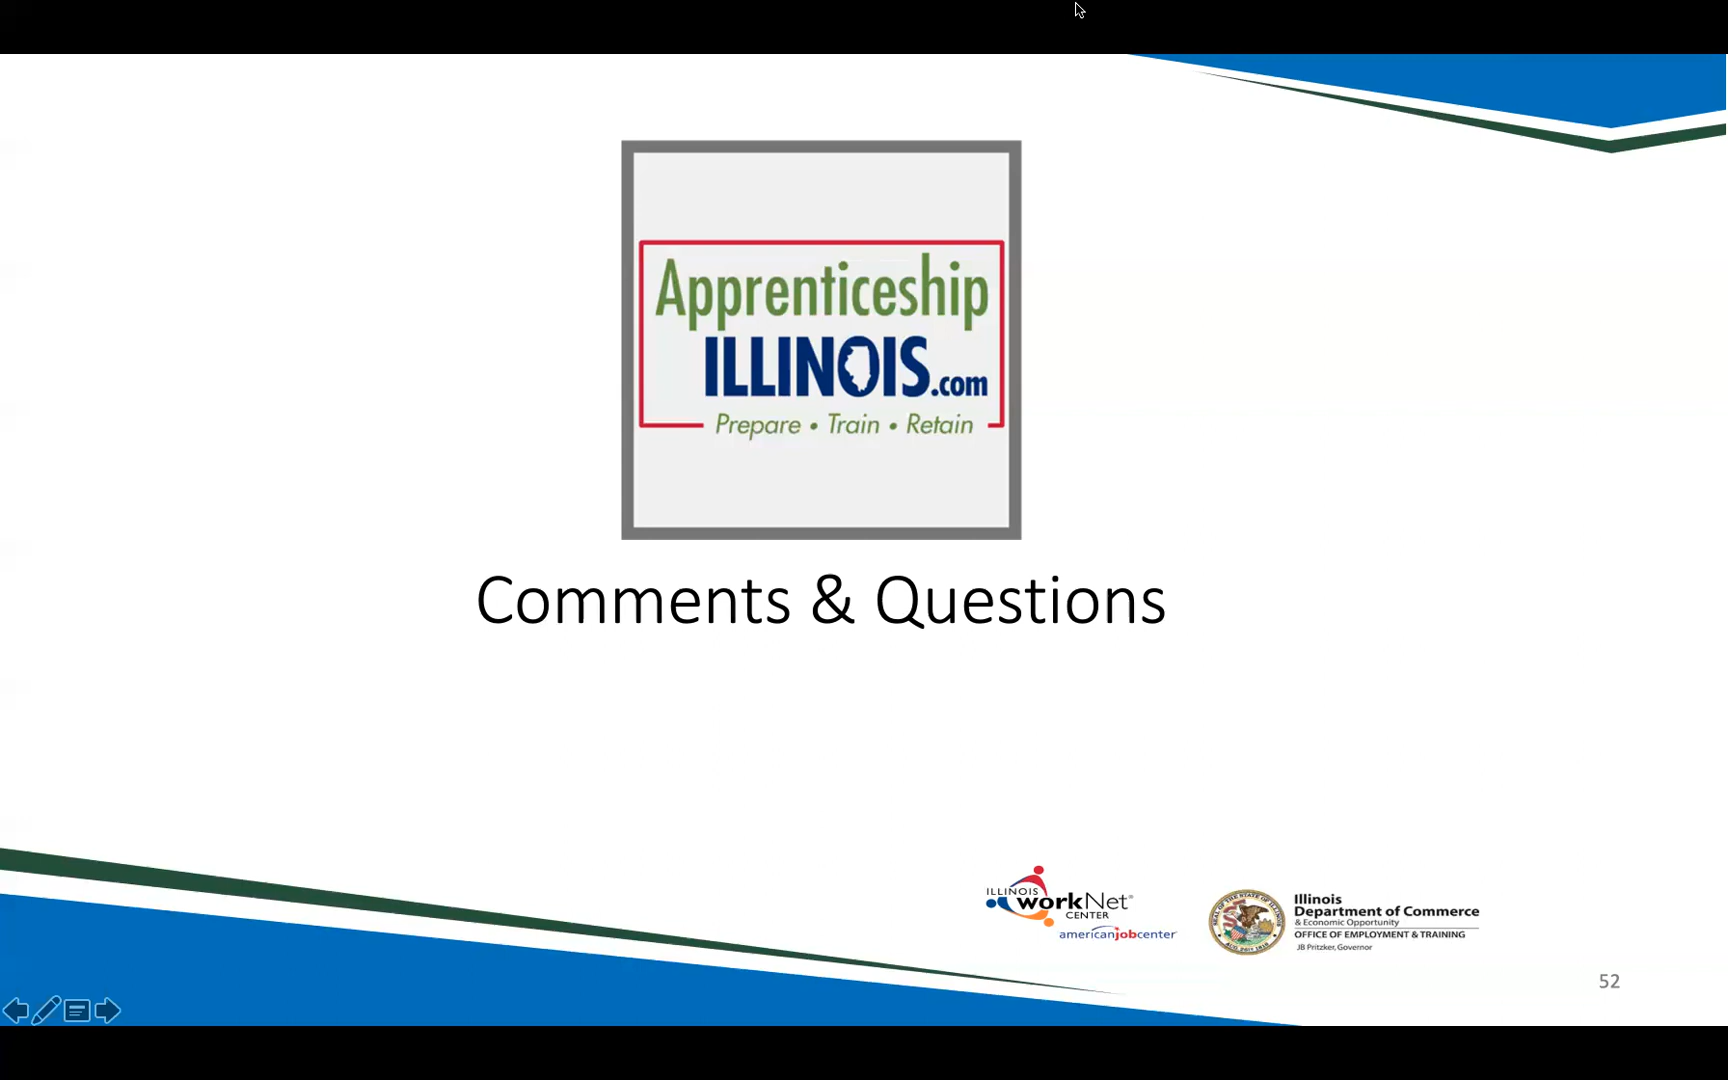 Apprenticeship
ILLINOIS.com
Prepare • Train • Retain
Comments & Questions
ILLINOIS
workNet®
CENTER
americanjobcenter
Illinois
Department of Commerce
& Economic Opportunity
OFFICE OF EMPLOYMENT & TRAINING
JB Pritzker, Governor
52